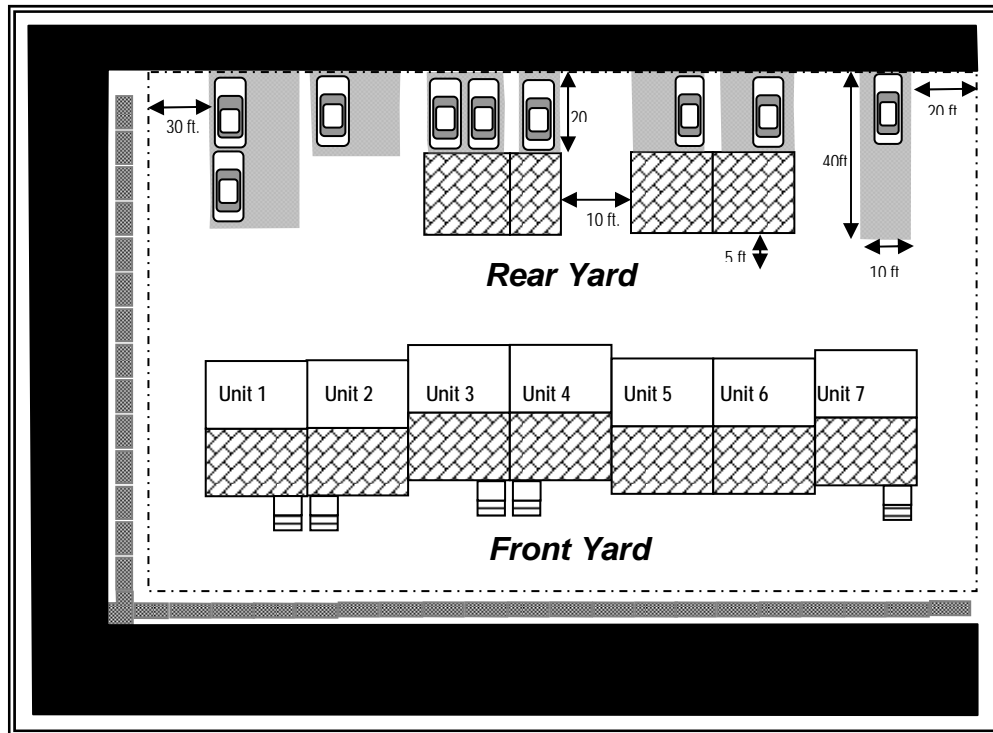 30 ft.
20
40ft
20 ft.
10 ft.
5 ft
10 ft
Rear Yard
Unit 1 Unit 2 Unit 3 Unit 4 Unit 5 Unit 6 Unit 7
Front Yard